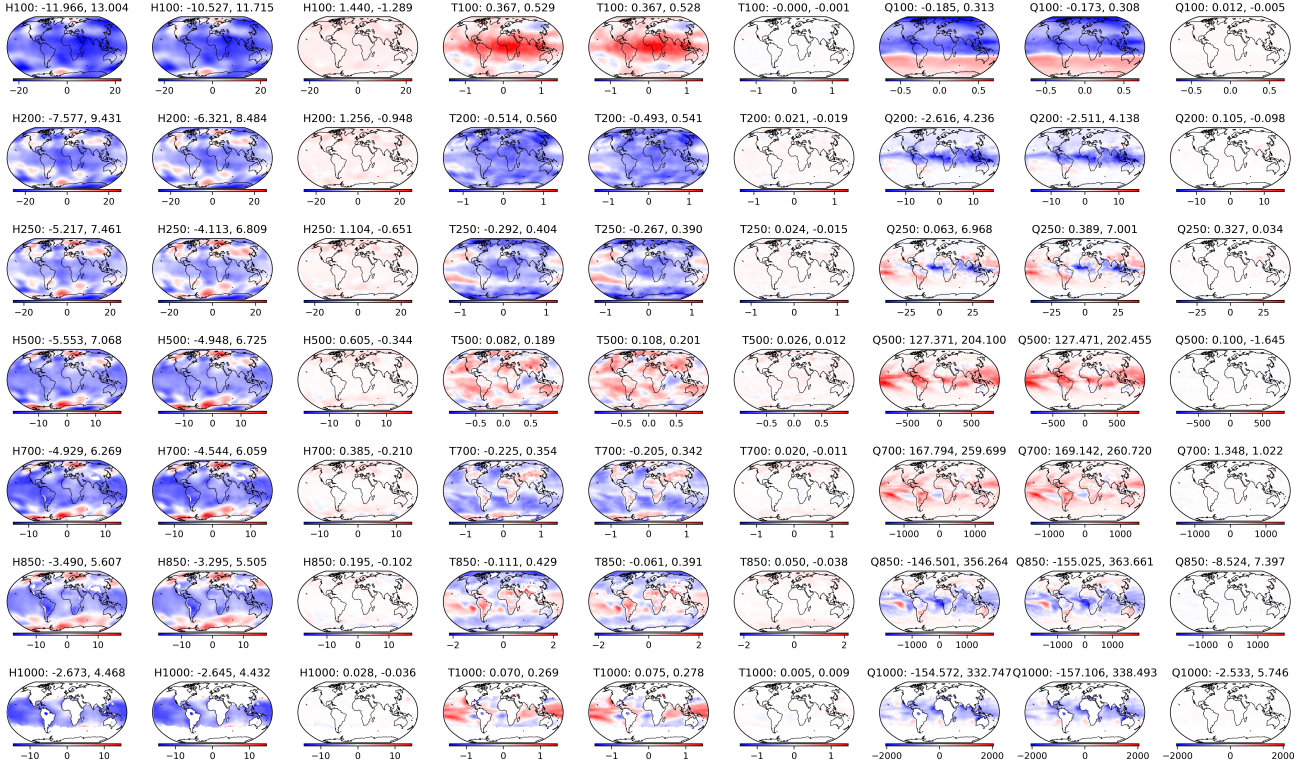 H100: -11.966, 13.004 H100: -10.527, 11.715 H100: 1.440, -1.289 T100: 0.367, 0.529 T100: 0.367, 0.528 T100: -0.000, -0.001 Q100: -0.185, 0.313 Q100: -0.173, 0.308 Q100: 0.012, -0.005
−20 0 20 −20 0 20 −20 0 20 −1 0 1 −1 0 1 −1 0 1 −0.5 0.0 0.5 −0.5 0.0 0.5 −0.5 0.0 0.5
H200: -7.577, 9.431 H200: -6.321, 8.484 H200: 1.256, -0.948 T200: -0.514, 0.560 T200: -0.493, 0.541 T200: 0.021, -0.019 Q200: -2.616, 4.236 Q200: -2.511, 4.138 Q200: 0.105, -0.098
−20 0 20 −20 0 20 −20 0 20 −1 0 1 −1 0 1 −1 0 1 −10 0 10 −10 0 10 −10 0 10
H250: -5.217, 7.461 H250: -4.113, 6.809 H250: 1.104, -0.651 T250: -0.292, 0.404 T250: -0.267, 0.390 T250: 0.024, -0.015 Q250: 0.063, 6.968 Q250: 0.389, 7.001 Q250: 0.327, 0.034
−20 0 20 −20 0 20 −20 0 20 −1 0 1 −1 0 1 −1 0 1 −25 0 25 −25 0 25 −25 0 25
H500: -5.553, 7.068 H500: -4.948, 6.725 H500: 0.605, -0.344 T500: 0.082, 0.189 T500: 0.108, 0.201 T500: 0.026, 0.012 Q500: 127.371, 204.100 Q500: 127.471, 202.455 Q500: 0.100, -1.645
−10 0 10 −10 0 10 −10 0 10 −0.5 0.0 0.5 −0.5 0.0 0.5 −0.5 0.0 0.5 −500 0 500 −500 0 500 −500 0 500
H700: -4.929, 6.269 H700: -4.544, 6.059 H700: 0.385, -0.210 T700: -0.225, 0.354 T700: -0.205, 0.342 T700: 0.020, -0.011 Q700: 167.794, 259.699 Q700: 169.142, 260.720 Q700: 1.348, 1.022
−10 0 10 −10 0 10 −10 0 10 −1 0 1 −1 0 1 −1 0 1 −1000 0 1000 −1000 0 1000 −1000 0 1000
H850: -3.490, 5.607 H850: -3.295, 5.505 H850: 0.195, -0.102 T850: -0.111, 0.429 T850: -0.061, 0.391 T850: 0.050, -0.038 Q850: -146.501, 356.264 Q850: -155.025, 363.661 Q850: -8.524, 7.397
−10 0 10 −10 0 10 −10 0 10 −2 0 2 −2 0 2 −2 0 2 −1000 0 1000 −1000 0 1000 −1000 0 1000
H1000: -2.673, 4.468 H1000: -2.645, 4.432 H1000: 0.028, -0.036 T1000: 0.070, 0.269 T1000: 0.075, 0.278 T1000: 0.005, 0.009 Q1000: -154.572, 332.747 Q1000: -157.106, 338.493 Q1000: -2.533, 5.746
−10 0 10 −10 0 10 −10 0 10 −1 0 1 −1 0 1 −1 0 1 −2000 0 2000 −2000 0 2000 −2000 0 2000